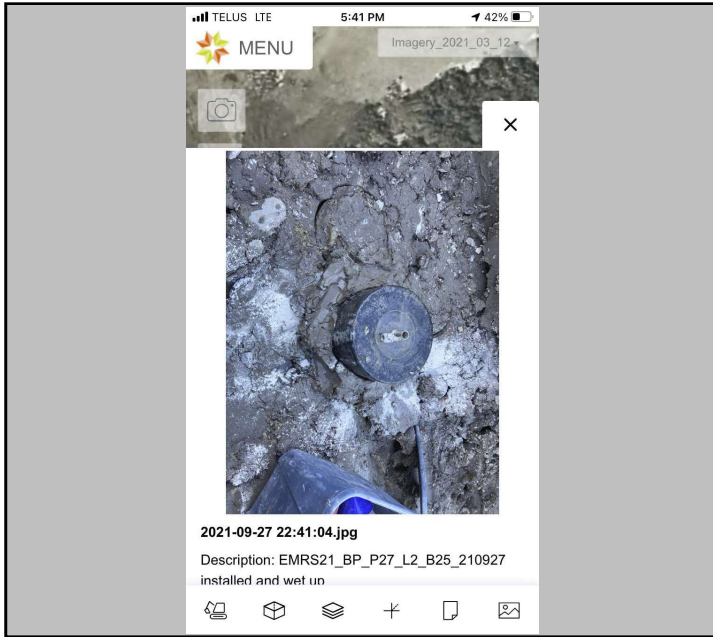 TELUS LTE 5:41 PM 42%
MENU
Imagery_2021_03_12
2021-09-27 22:41:04.jpg
Description: EMRS21_BP_P27_L2_B25_210927
installed and wet up